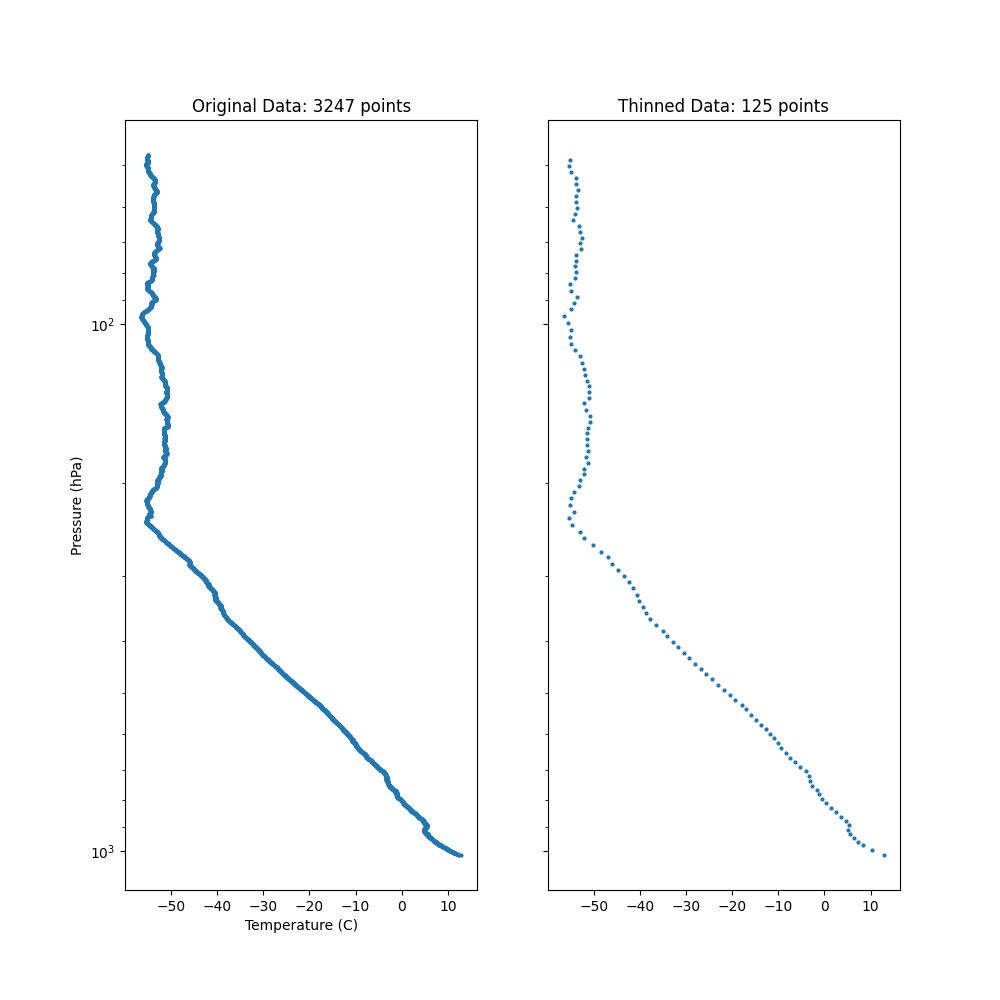 Original Data: 3247 points
Thinned Data: 125 points
Pressure (hPa)
10²
10³
−50 −40 −30 −20 −10 0 10
−50 −40 −30 −20 −10 0 10
Temperature (C)